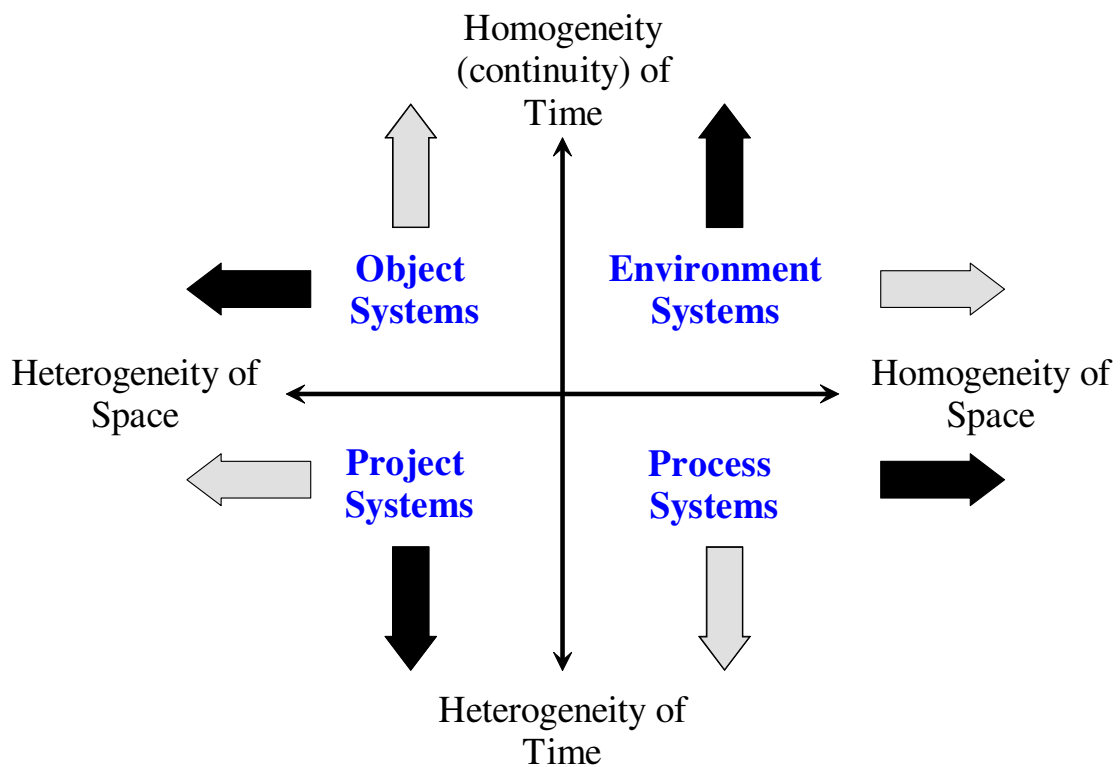 Homogeneity
(continuity) of
Time
Object
Systems
Environment
Systems
Heterogeneity of
Space
Homogeneity of
Space
Project
Systems
Process
Systems
Heterogeneity of
Time